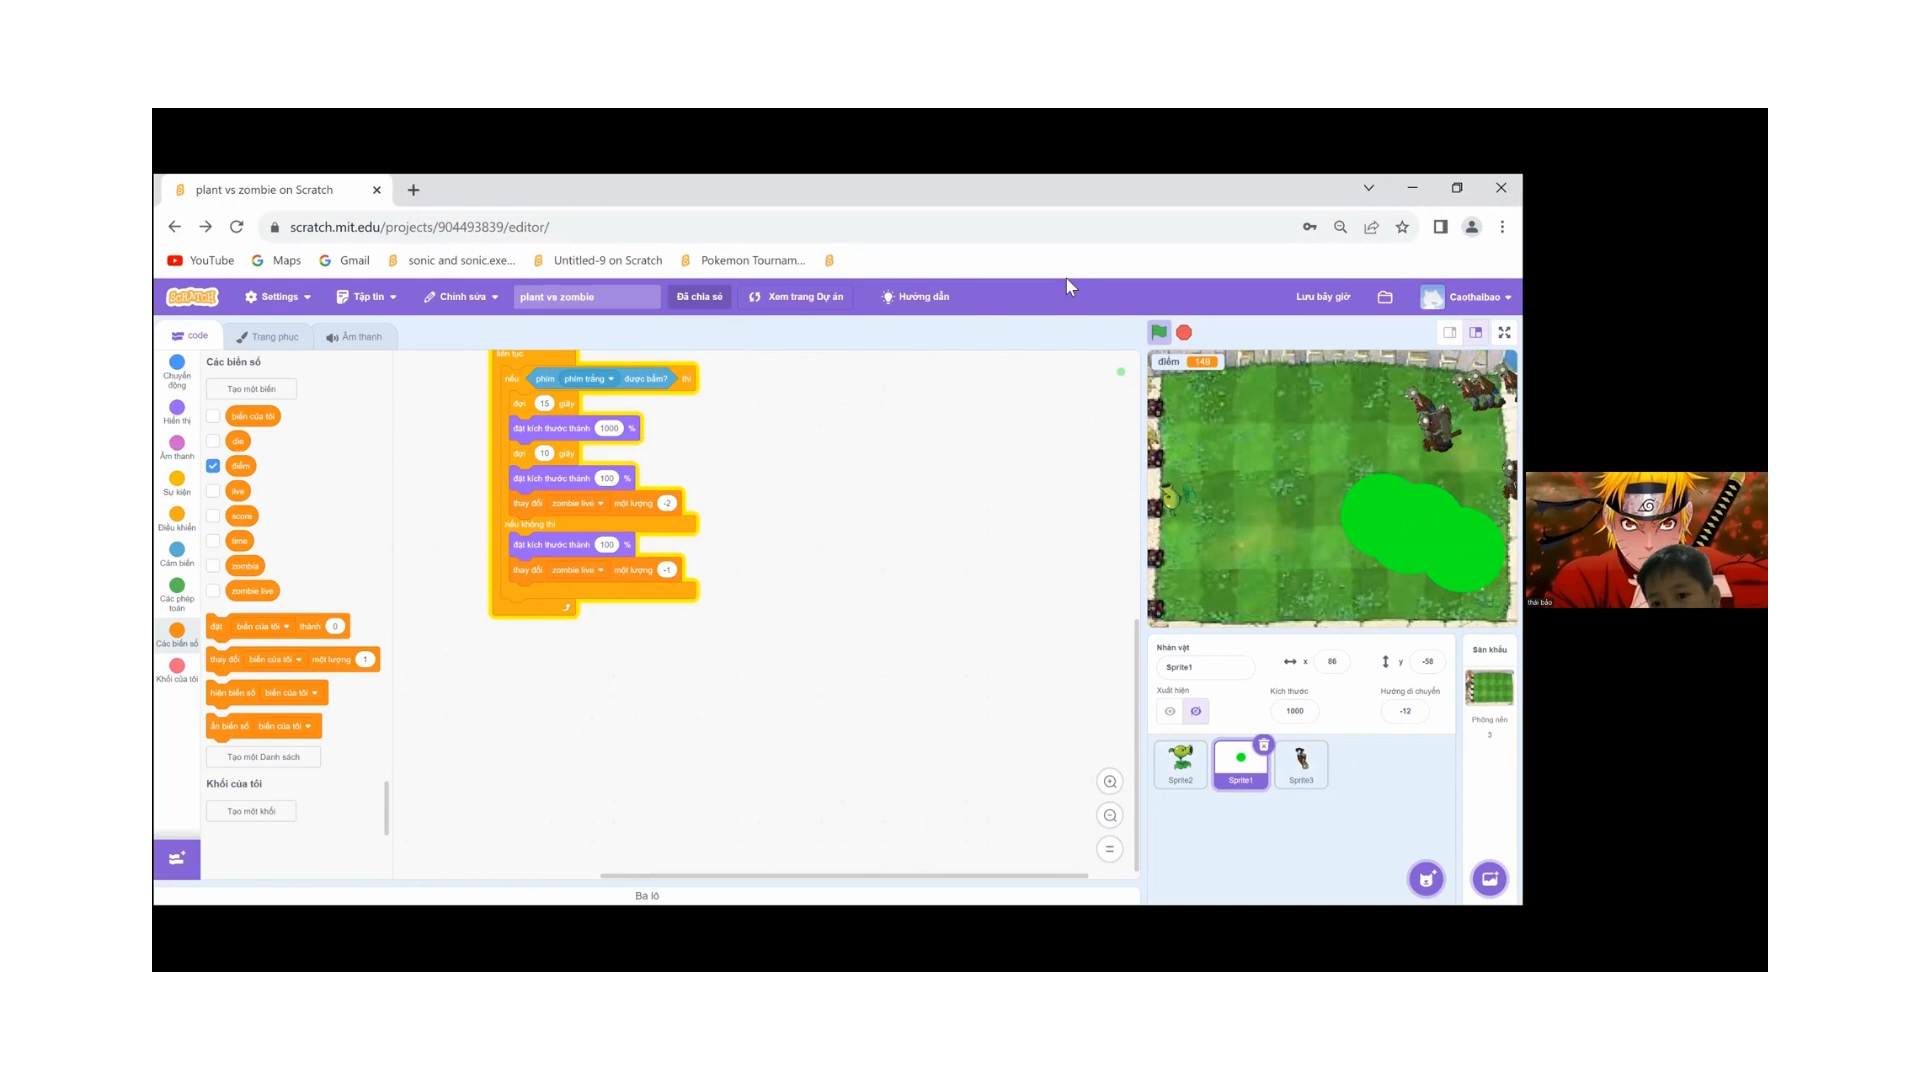 plant vs zombie on Scratch
scratch.mit.edu/projects/904493839/editor/
YouTube Maps Gmail sonic and sonic.exe... Untitled-9 on Scratch Pokemon Tournam...
SCRATCH Settings Tập tin Chỉnh sửa plant vs zombie Đã chia sẻ Xem trang Dự án Hướng dẫn Lưu bây giờ Caothaibao
code Trang phục Âm thanh
Chuyển động
Hiển thị
Âm thanh
Sự kiện
Điều khiển
Cảm biến
Các phép toán
Các biến số
Khối của tôi
Các biến số
Tạo một biến
biến của tôi
die
điểm
live
score
time
zombia
zombie live
đặt biến của tôi thành 0
thay đổi biến của tôi một lượng 1
hiện biến số biến của tôi
ẩn biến số biến của tôi
Tạo một Danh sách
Khối của tôi
Tạo một khối
liên tục
nếu phím phím trắng được bấm? thì
đợi 15 giây
đặt kích thước thành 1000 %
đợi 10 giây
đặt kích thước thành 100 %
thay đổi zombie live một lượng -2
nếu không thì
đặt kích thước thành 100 %
thay đổi zombie live một lượng -1
Ba lô
điểm 149
Nhân vật
Sprite1 x 86 y -58
Xuất hiện Kích thước Hướng di chuyển
1000 -12
Sprite2 Sprite1 Sprite3
Sân khấu
Phông nền
3
thái bảo